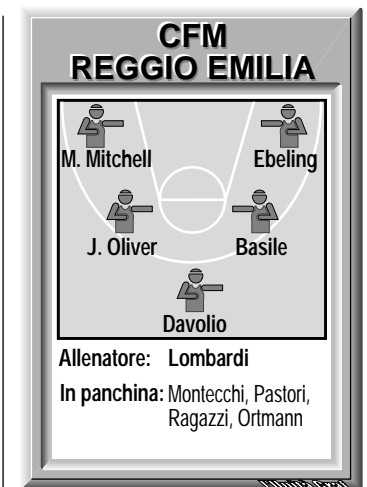 CFM
REGGIO EMILIA
M. Mitchell Ebeling
J. Oliver Basile
Davolio
Allenatore: Lombardi
In panchina: Montecchi, Pastori,
Ragazzi, Ortmann